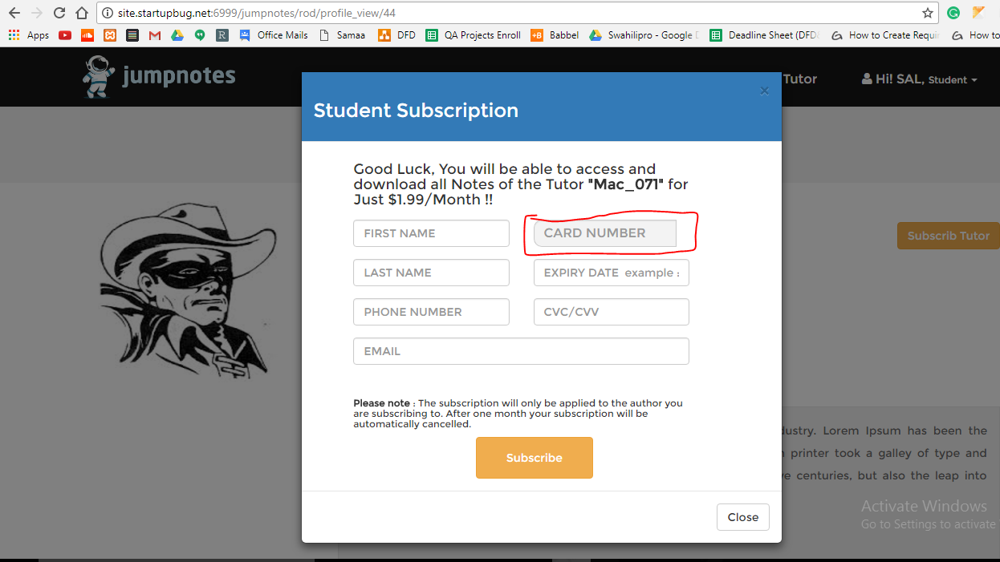 site.startupbug.net:6999/jumpnotes/rod/profile_view/44
Apps Office Mails Samaa DFD QA Projects Enroll Babbel Swahilipro - Google Deadline Sheet (DFD How to Create Requi How to
jumpnotes
Tutor
Hi! SAL, Student
×
Student Subscription
Good Luck, You will be able to access and
download all Notes of the Tutor "Mac_071" for
Just $1.99/Month !!
FIRST NAME
CARD NUMBER
LAST NAME
EXPIRY DATE example :
PHONE NUMBER
CVC/CVV
EMAIL
Subscrib Tutor
Please note : The subscription will only be applied to the author you
are subscribing to. After one month your subscription will be
automatically cancelled.
Subscribe
Close
dustry. Lorem Ipsum has been the
printer took a galley of type and
centuries, but also the leap into
Activate Windows
Go to Settings to activate